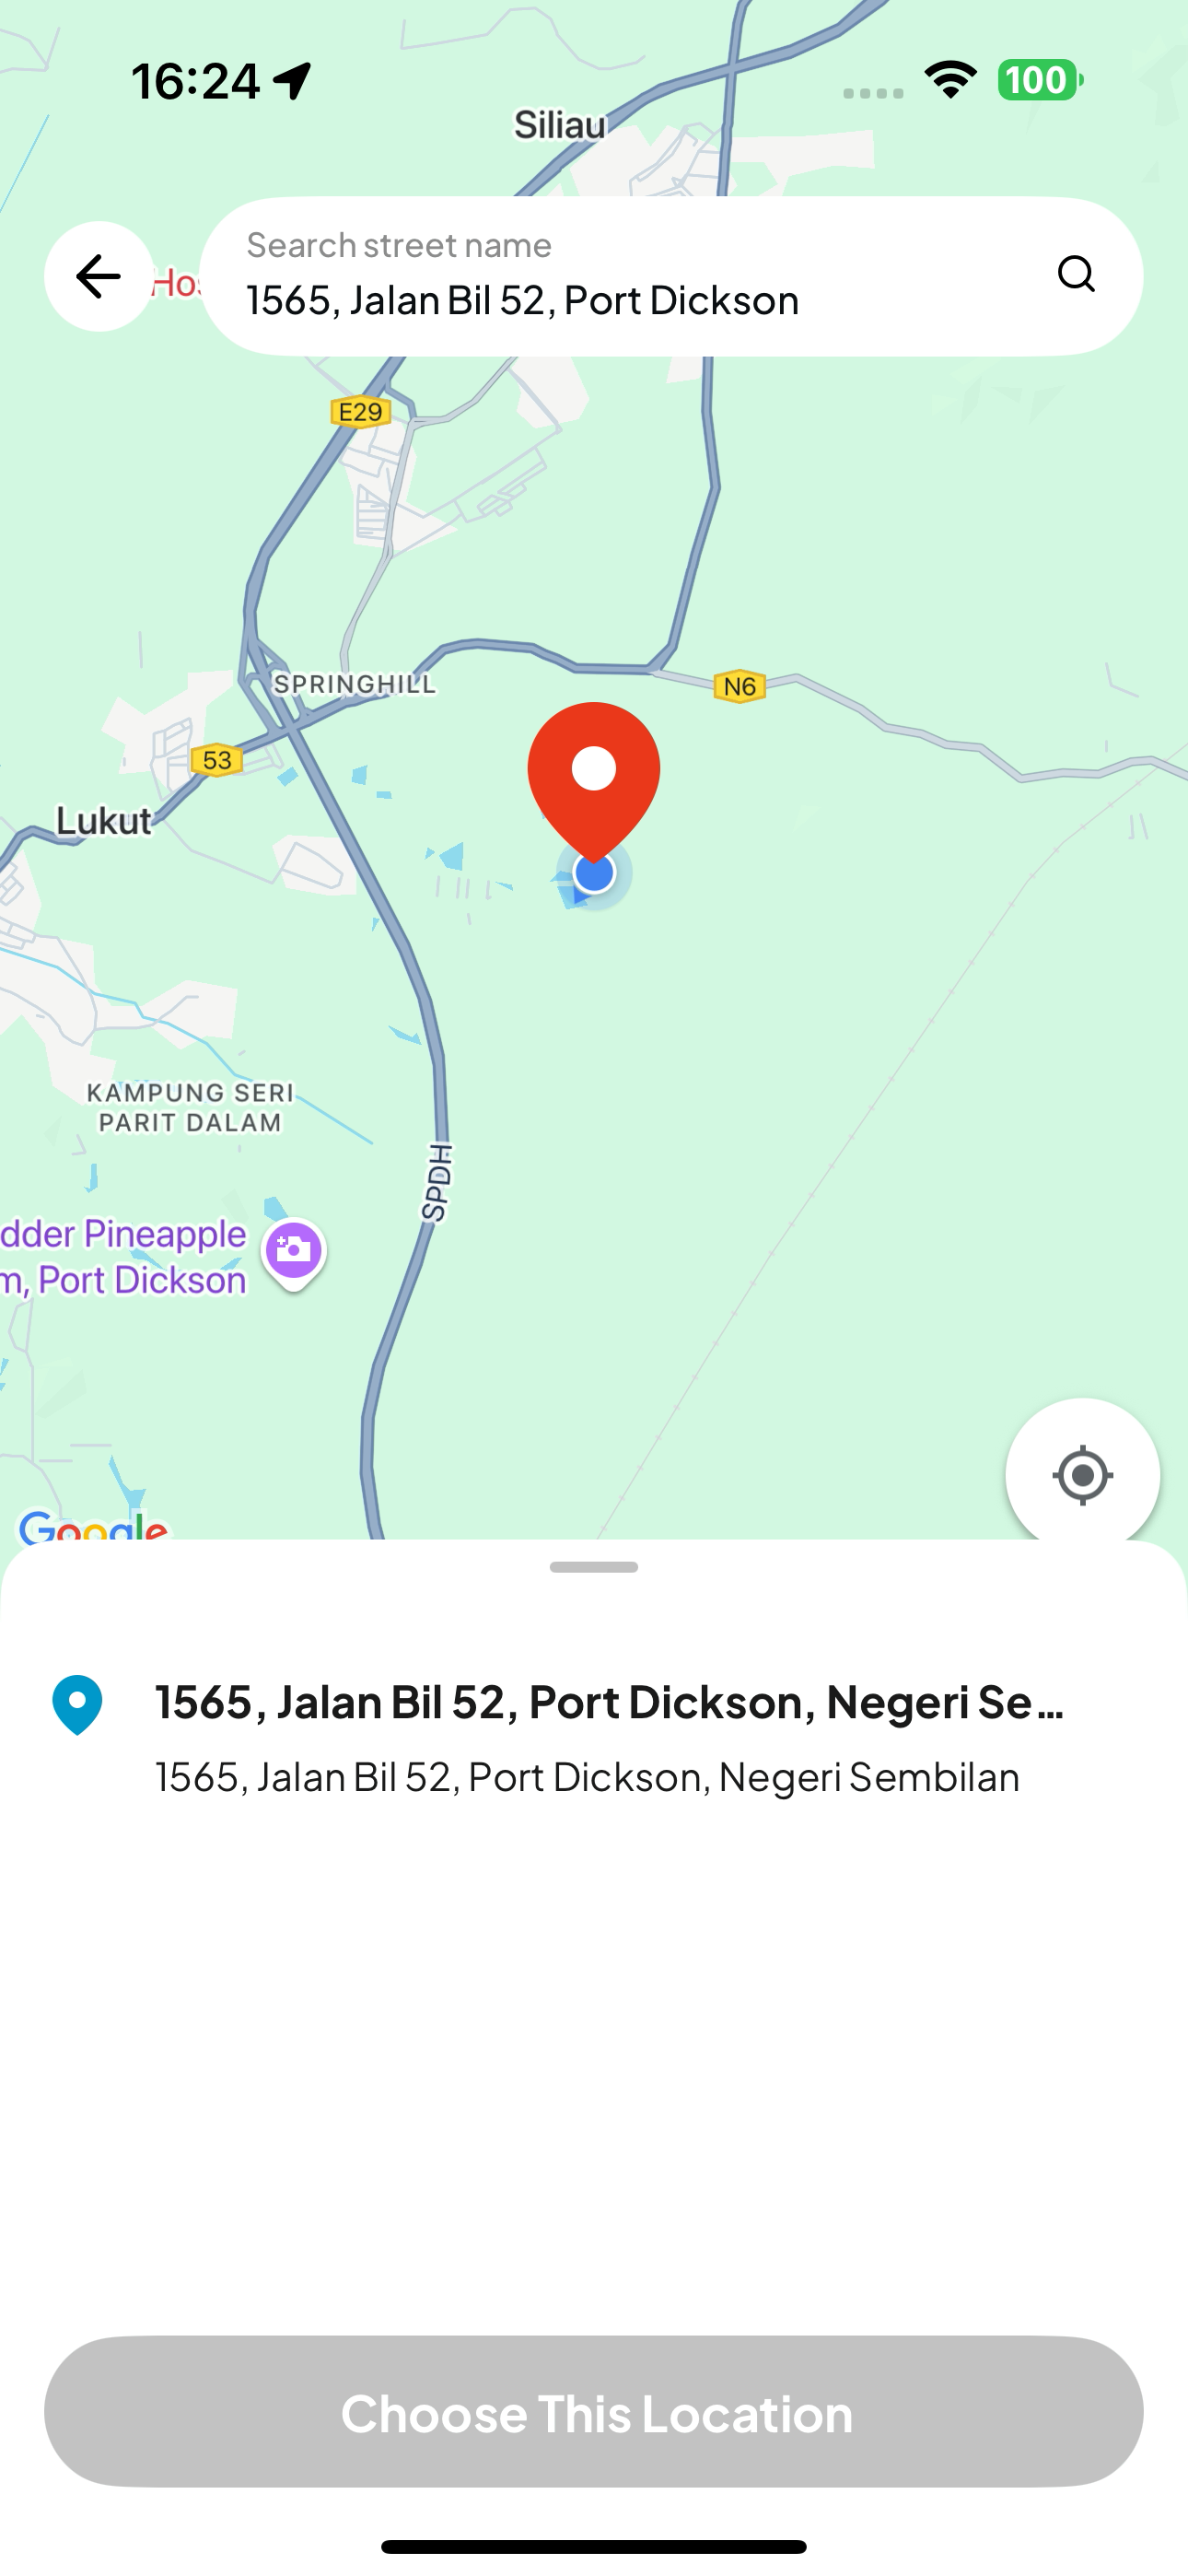 16:24
100
Siliau
Search street name
1565, Jalan Bil 52, Port Dickson
E29
SPRINGHILL
N6
53
Lukut
KAMPUNG SERI
PARIT DALAM
SPDH
dder Pineapple
m, Port Dickson
Google
1565, Jalan Bil 52, Port Dickson, Negeri Se...
1565, Jalan Bil 52, Port Dickson, Negeri Sembilan
Choose This Location